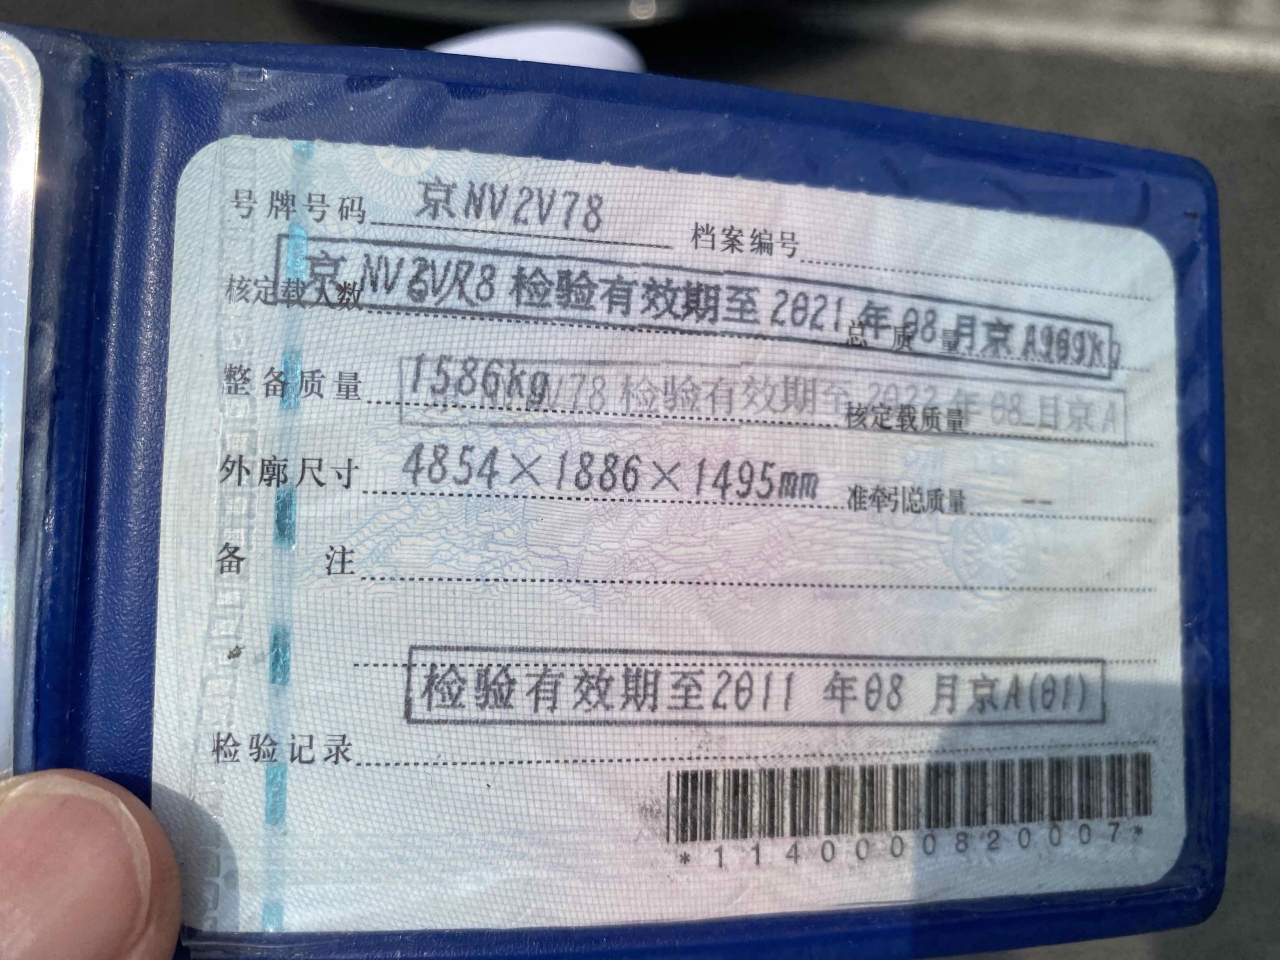 号牌号码 京NV2V78 档案编号
核定载人数 总质量
京NV 检验有效期至2021年08月京A
整备质量 1586kg 核定载质量
V78 检验有效期至2022年08月京A
外廓尺寸 4854×1886×1495mm 准牵引总质量 --
备 注
检验有效期至2011 年08 月京A(01)
检验记录
*1140000820007*